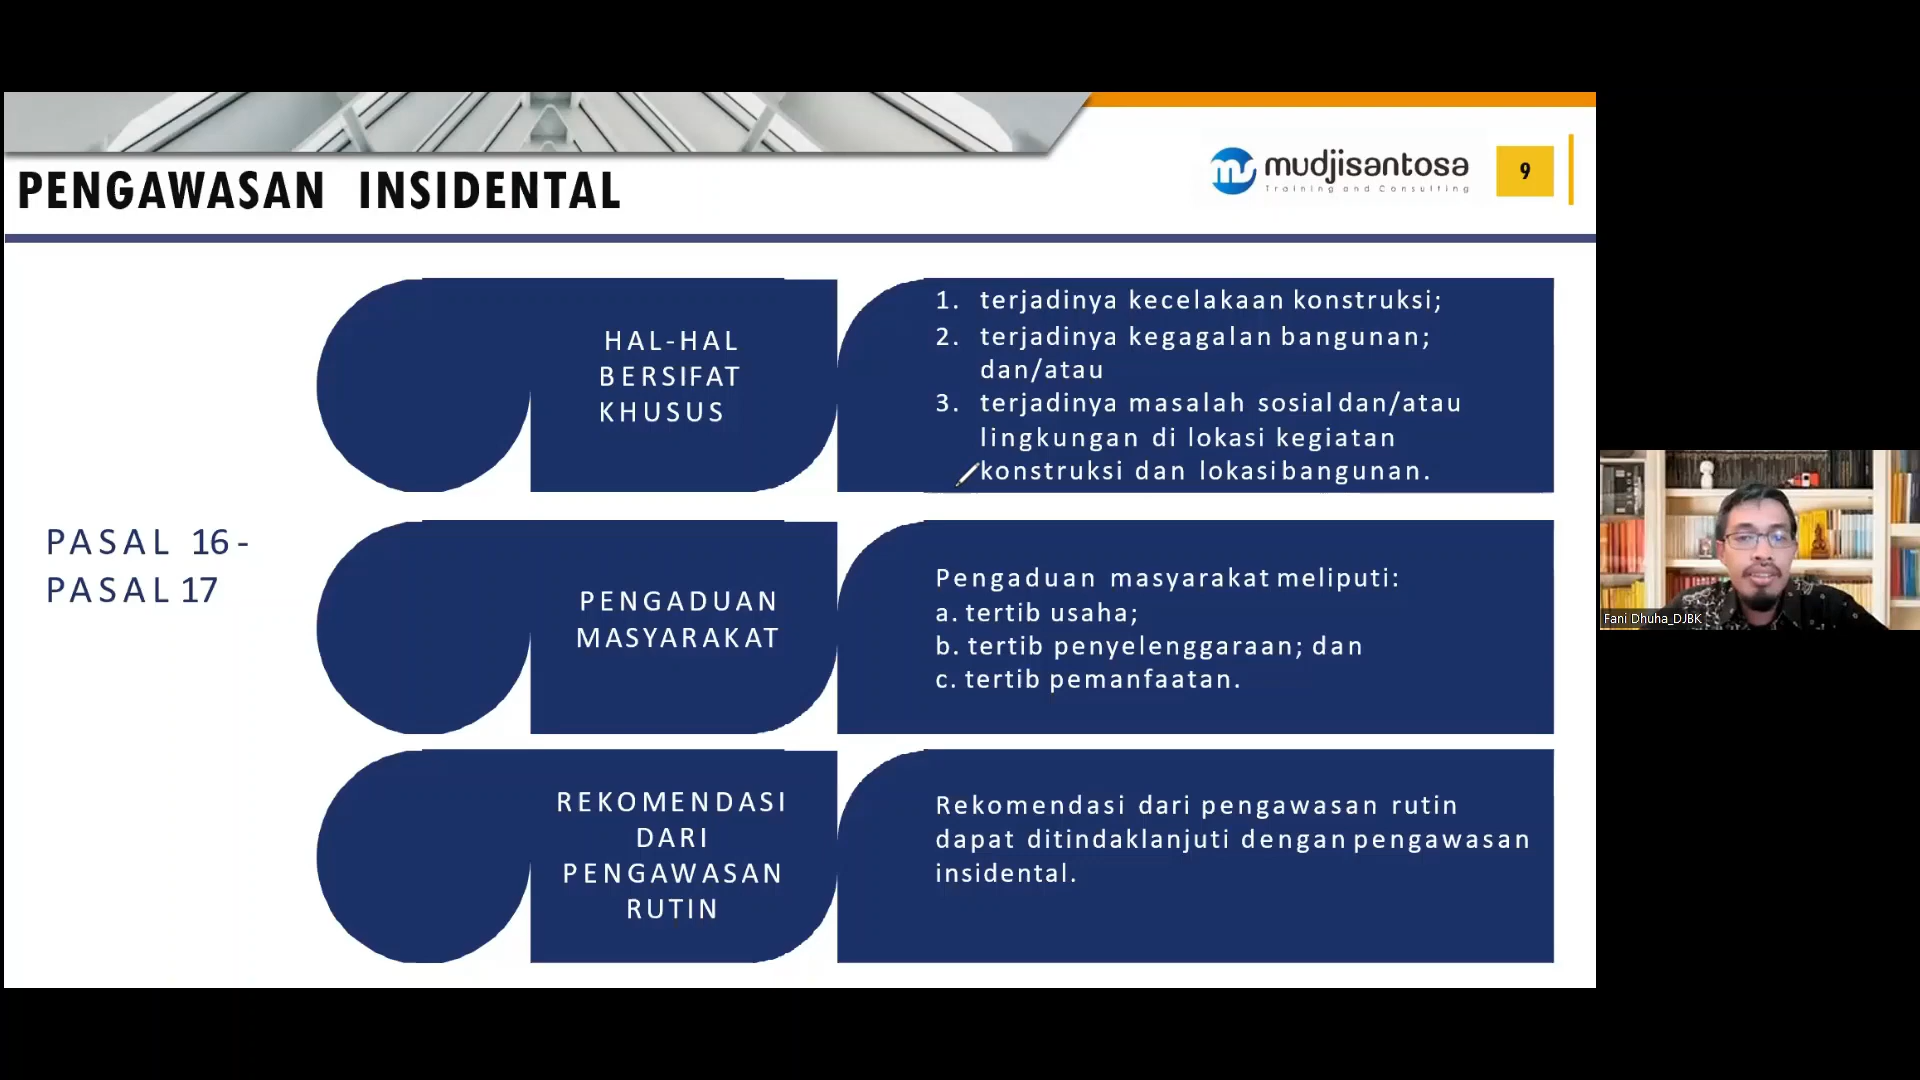 PENGAWASAN INSIDENTAL
mudjisantosa
Training and Consulting
9
PASAL 16-
PASAL 17
HAL-HAL
BERSIFAT
KHUSUS
1. terjadinya kecelakaan konstruksi;
2. terjadinya kegagalan bangunan;
dan/atau
3. terjadinya masalah sosial dan/atau
lingkungan di lokasi kegiatan
konstruksi dan lokasi bangunan.
PENGADUAN
MASYARAKAT
Pengaduan masyarakat meliputi:
a. tertib usaha;
b. tertib penyelenggaraan; dan
c. tertib pemanfaatan.
REKOMENDASI
DARI
PENGAWASAN
RUTIN
Rekomendasi dari pengawasan rutin
dapat ditindaklanjuti dengan pengawasan
insidental.
Fani Dhuha_DJBK